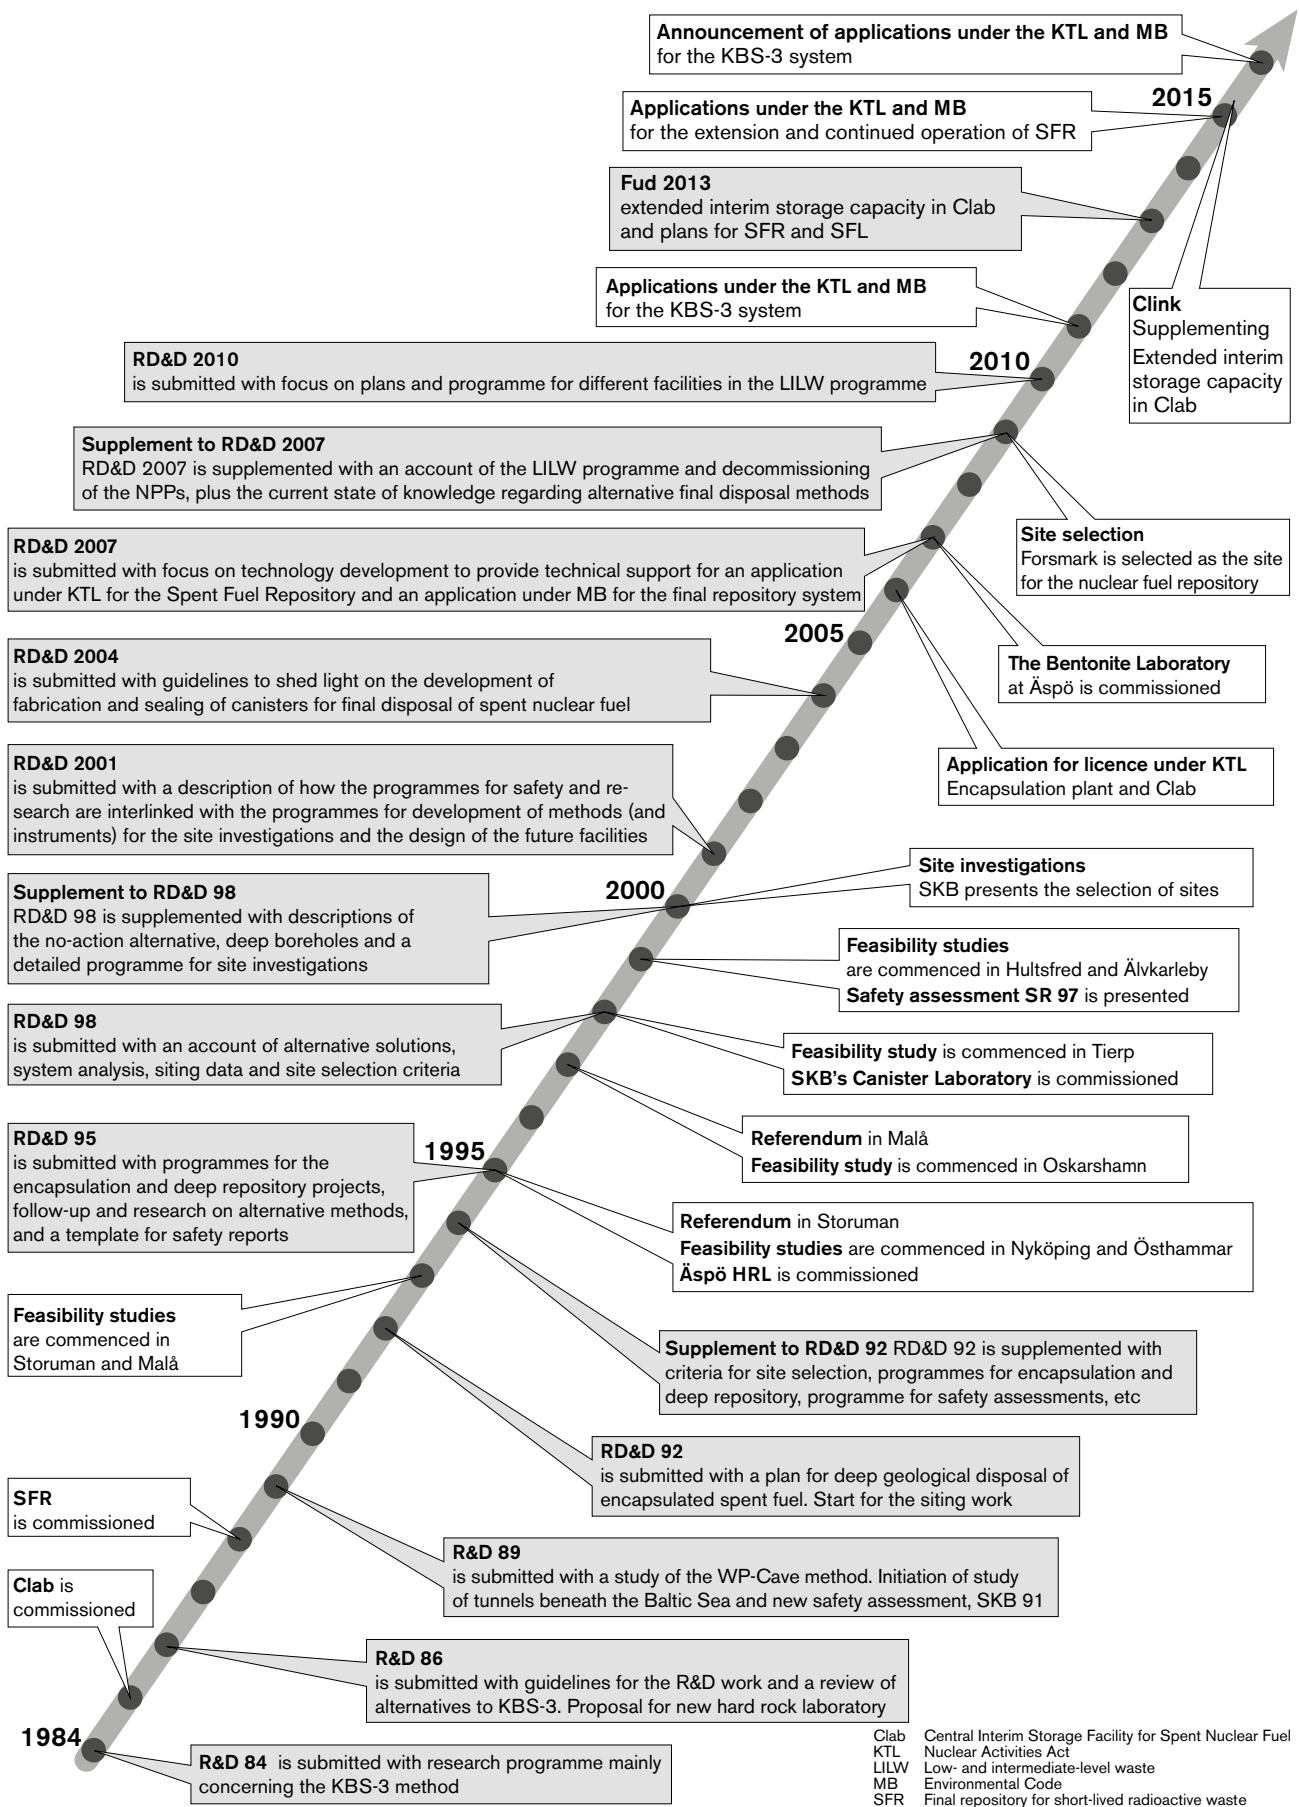 Announcement of applications under the KTL and MB
for the KBS-3 system
2015
Applications under the KTL and MB
for the extension and continued operation of SFR
Fud 2013
extended interim storage capacity in Clab
and plans for SFR and SFL
Applications under the KTL and MB
for the KBS-3 system
Clink
Supplementing
Extended interim
storage capacity
in Clab
RD&D 2010
is submitted with focus on plans and programme for different facilities in the LILW programme
2010
Supplement to RD&D 2007
RD&D 2007 is supplemented with an account of the LILW programme and decommissioning
of the NPPs, plus the current state of knowledge regarding alternative final disposal methods
Site selection
Forsmark is selected as the site
for the nuclear fuel repository
RD&D 2007
is submitted with focus on technology development to provide technical support for an application
under KTL for the Spent Fuel Repository and an application under MB for the final repository system
2005
The Bentonite Laboratory
at Äspö is commissioned
RD&D 2004
is submitted with guidelines to shed light on the development of
fabrication and sealing of canisters for final disposal of spent nuclear fuel
Application for licence under KTL
Encapsulation plant and Clab
RD&D 2001
is submitted with a description of how the programmes for safety and re-
search are interlinked with the programmes for development of methods (and
instruments) for the site investigations and the design of the future facilities
Site investigations
SKB presents the selection of sites
2000
Supplement to RD&D 98
RD&D 98 is supplemented with descriptions of
the no-action alternative, deep boreholes and a
detailed programme for site investigations
Feasibility studies
are commenced in Hultsfred and Älvkarleby
Safety assessment SR 97 is presented
RD&D 98
is submitted with an account of alternative solutions,
system analysis, siting data and site selection criteria
Feasibility study is commenced in Tierp
SKB's Canister Laboratory is commissioned
Referendum in Malå
Feasibility study is commenced in Oskarshamn
RD&D 95
is submitted with programmes for the
encapsulation and deep repository projects,
follow-up and research on alternative methods,
and a template for safety reports
1995
Referendum in Storuman
Feasibility studies are commenced in Nyköping and Östhammar
Äspö HRL is commissioned
Feasibility studies
are commenced in
Storuman and Malå
Supplement to RD&D 92 RD&D 92 is supplemented with
criteria for site selection, programmes for encapsulation and
deep repository, programme for safety assessments, etc
1990
RD&D 92
is submitted with a plan for deep geological disposal of
encapsulated spent fuel. Start for the siting work
SFR
is commissioned
R&D 89
is submitted with a study of the WP-Cave method. Initiation of study
of tunnels beneath the Baltic Sea and new safety assessment, SKB 91
Clab is
commissioned
R&D 86
is submitted with guidelines for the R&D work and a review of
alternatives to KBS-3. Proposal for new hard rock laboratory
1984
R&D 84 is submitted with research programme mainly
concerning the KBS-3 method
Clab Central Interim Storage Facility for Spent Nuclear Fuel
KTL Nuclear Activities Act
LILW Low- and intermediate-level waste
MB Environmental Code
SFR Final repository for short-lived radioactive waste